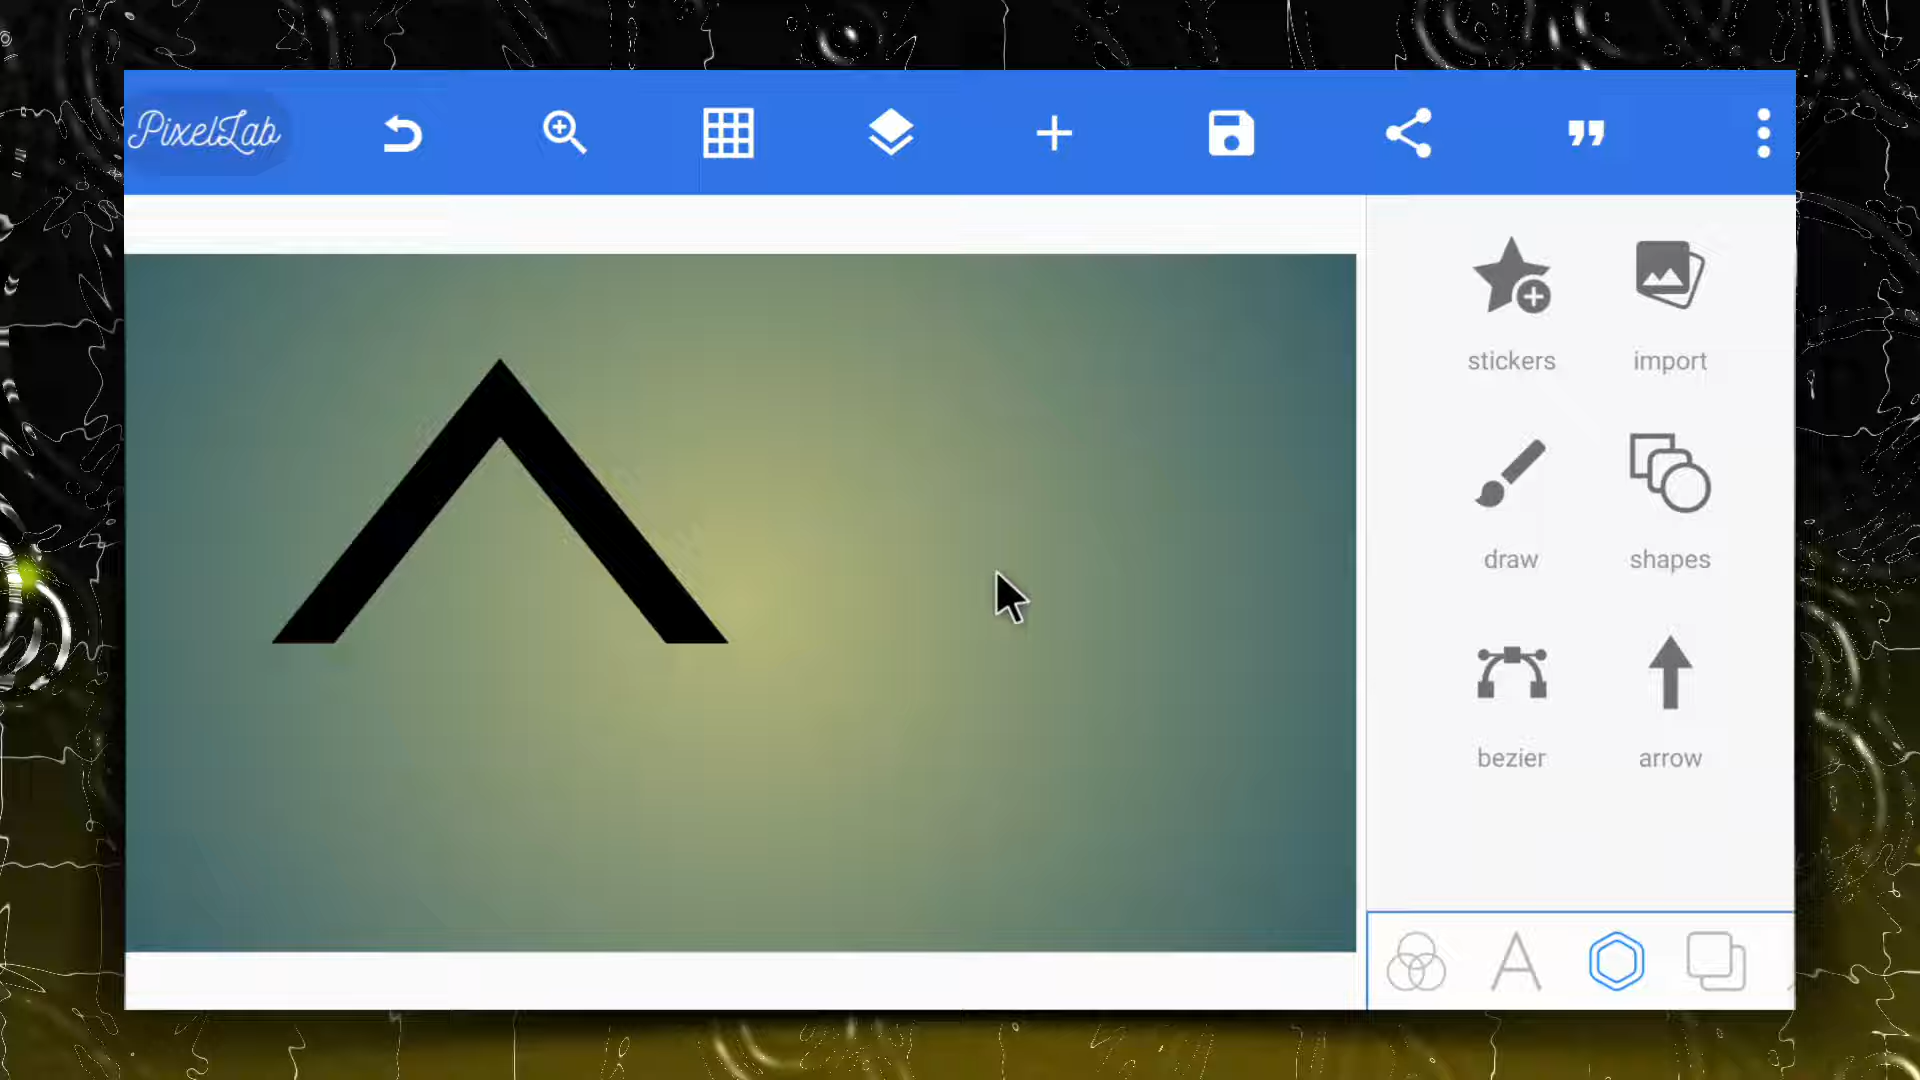 PixelLab
stickers
import
draw
shapes
bezier
arrow